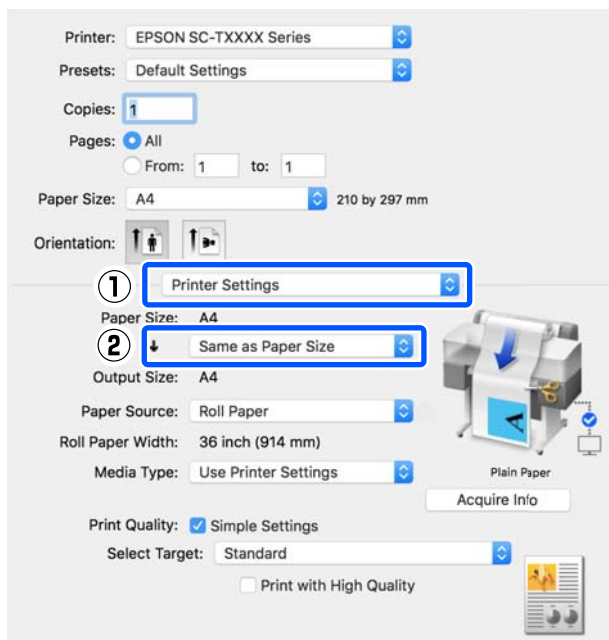 Printer: EPSON SC-TXXXX Series
Presets: Default Settings
Copies: 1
Pages: All
From: 1 to: 1
Paper Size: A4 210 by 297 mm
Orientation:
① Printer Settings
Paper Size: A4
② Same as Paper Size
Output Size: A4
Paper Source: Roll Paper
Roll Paper Width: 36 inch (914 mm)
Media Type: Use Printer Settings
Plain Paper
Acquire Info
Print Quality: Simple Settings
Select Target: Standard
Print with High Quality